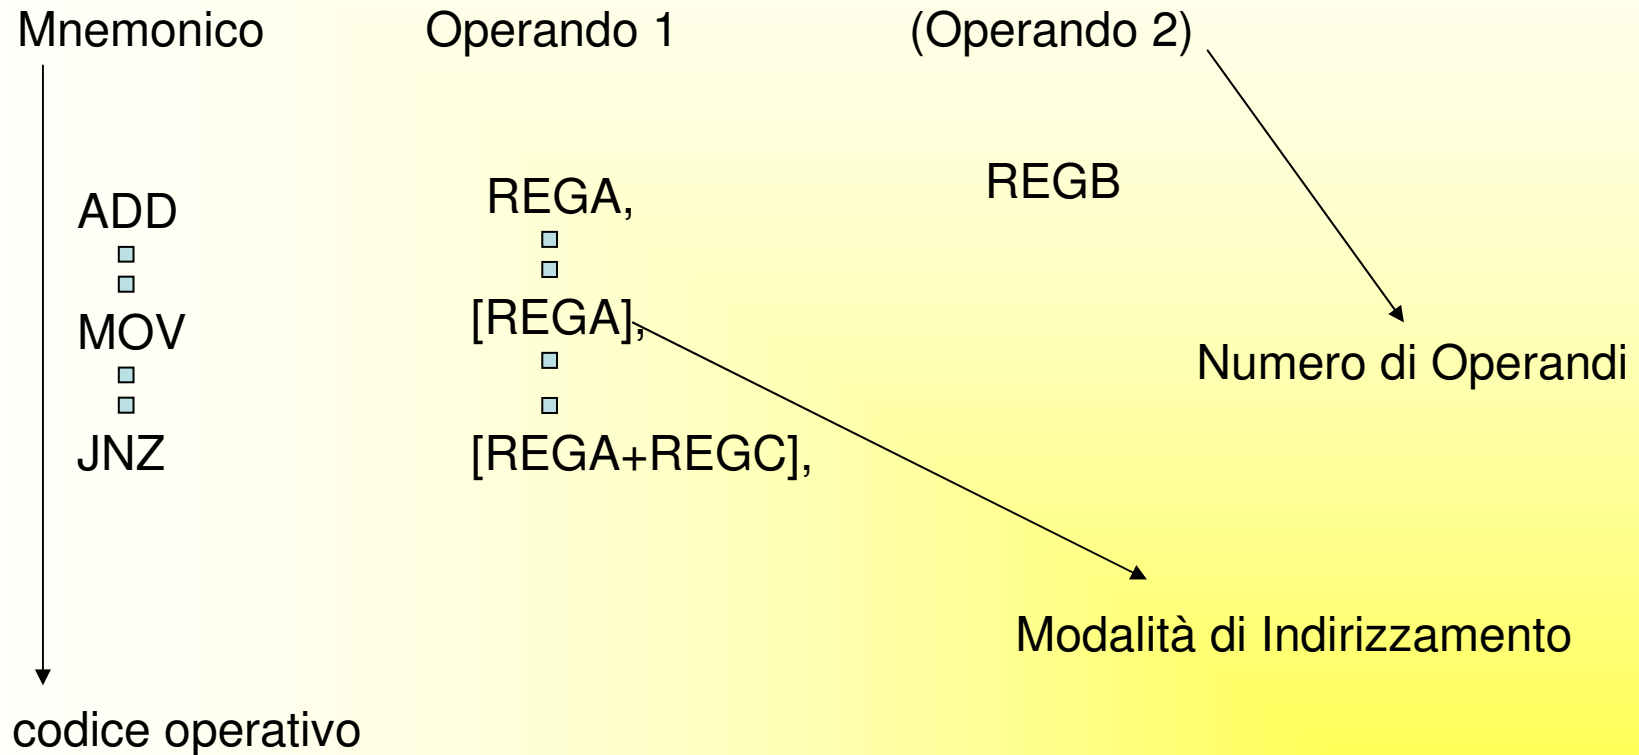 Mnemonico Operando 1 (Operando 2)
ADD REGA, REGB
MOV [REGA],
Numero di Operandi
JNZ [REGA+REGC],
Modalità di Indirizzamento
codice operativo